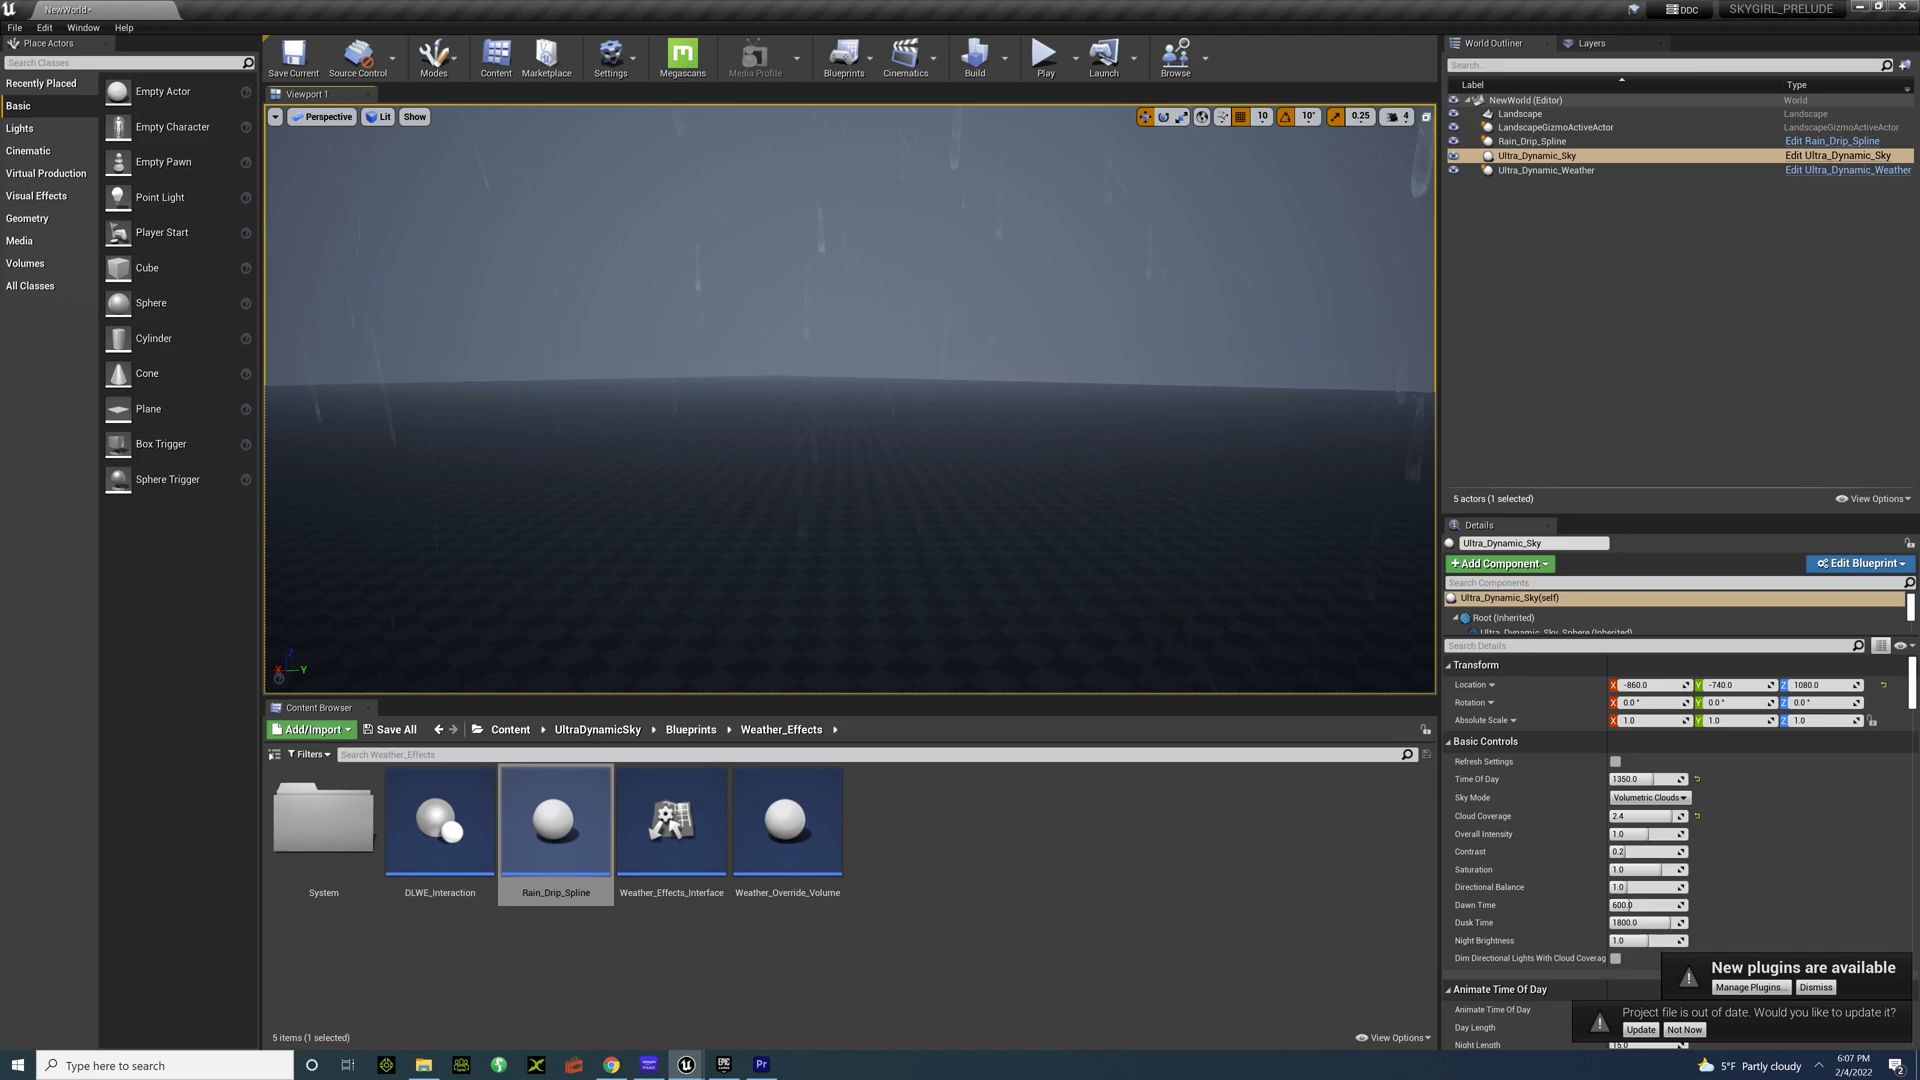 NewWorld•
DDC
SKYGIRL_PRELUDE
File Edit Window Help
Place Actors
Search Classes
Recently Placed
Basic
Lights
Cinematic
Virtual Production
Visual Effects
Geometry
Media
Volumes
All Classes
Empty Actor
Empty Character
Empty Pawn
Point Light
Player Start
Cube
Sphere
Cylinder
Cone
Plane
Box Trigger
Sphere Trigger
Save Current Source Control Modes Content Marketplace Settings Megascans Media Profile Blueprints Cinematics Build Play Launch Browse
Viewport 1
Perspective Lit Show
10 10° 0.25 4
Z
X Y
Content Browser
Add/Import Save All Content UltraDynamicSky Blueprints Weather_Effects
Filters Search Weather_Effects
System
DLWE_Interaction
Rain_Drip_Spline
Weather_Effects_Interface
Weather_Override_Volume
5 items (1 selected)
View Options
World Outliner Layers
Search...
Label Type
NewWorld (Editor) World
Landscape Landscape
LandscapeGizmoActiveActor LandscapeGizmoActiveActor
Rain_Drip_Spline Edit Rain_Drip_Spline
Ultra_Dynamic_Sky Edit Ultra_Dynamic_Sky
Ultra_Dynamic_Weather Edit Ultra_Dynamic_Weather
5 actors (1 selected) View Options
Details
Ultra_Dynamic_Sky
+Add Component Edit Blueprint
Search Components
Ultra_Dynamic_Sky(self)
Root (Inherited)
Ultra_Dynamic_Sky_Sphere (Inherited)
Search Details
Transform
Location X -860.0 Y -740.0 Z 1080.0
Rotation X 0.0 ° Y 0.0 ° Z 0.0 °
Absolute Scale X 1.0 Y 1.0 Z 1.0
Basic Controls
Refresh Settings
Time Of Day 1350.0
Sky Mode Volumetric Clouds
Cloud Coverage 2.4
Overall Intensity 1.0
Contrast 0.2
Saturation 1.0
Directional Balance 1.0
Dawn Time 600.0
Dusk Time 1800.0
Night Brightness 1.0
Dim Directional Lights With Cloud Coverag
Animate Time Of Day
Animate Time Of Day
Day Length
Night Length 15.0
New plugins are available
Manage Plugins... Dismiss
Project file is out of date. Would you like to update it?
Update Not Now
Type here to search
amazon music
EPIC GAMES
Pr
5°F Partly cloudy
6:07 PM
2/4/2022
2